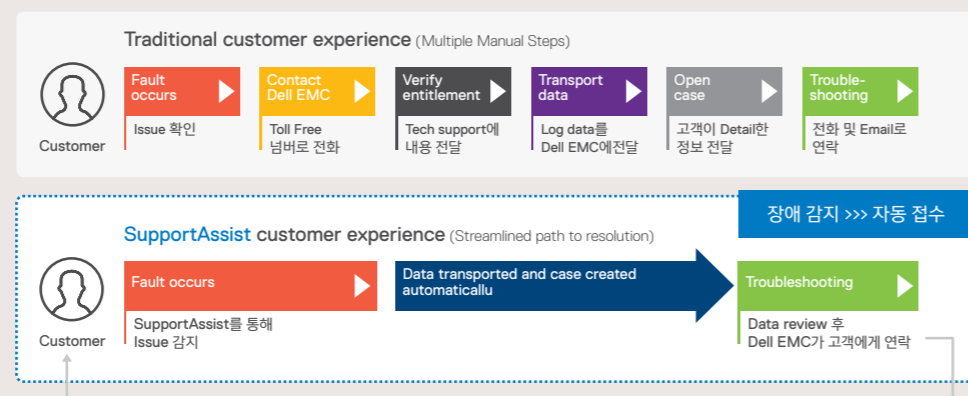 Traditional customer experience (Multiple Manual Steps)
Customer
Fault
occurs
Issue 확인
Contact
Dell EMC
Toll Free
넘버로 전화
Verify
entitlement
Tech support에
내용 전달
Transport
data
Log data를
Dell EMC에전달
Open
case
고객이 Detail한
정보 전달
Trouble-
shooting
전화 및 Email로
연락
장애 감지 >>> 자동 접수
SupportAssist customer experience (Streamlined path to resolution)
Customer
Fault occurs
SupportAssist를 통해
Issue 감지
Data transported and case created
automaticallu
Troubleshooting
Data review 후
Dell EMC가 고객에게 연락